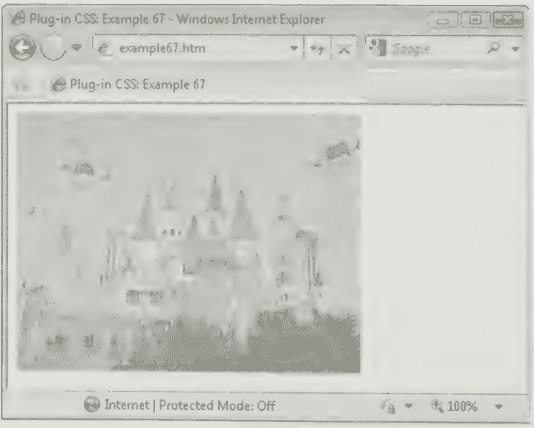 Plug-in CSS: Example 67 - Windows Internet Explorer
example67.htm
Google
Plug-in CSS: Example 67
Internet | Protected Mode: Off
100%